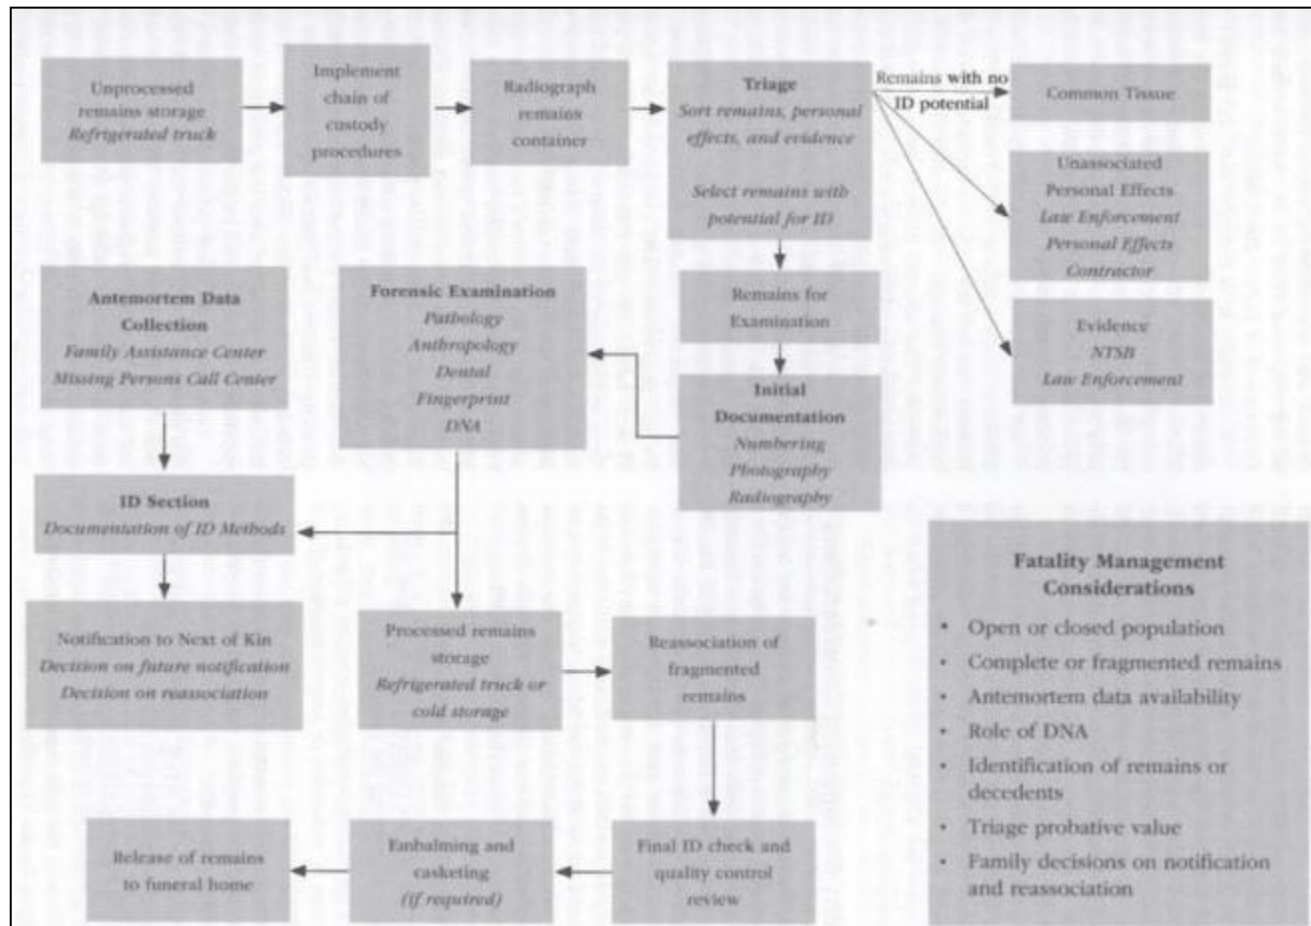 Unprocessed
remains storage
Refrigerated truck
Implement
chain of
custody
procedures
Radiograph
remains
container
Triage
Sort remains, personal
effects, and evidence
Select remains with
potential for ID
Remains with no
ID potential
Common Tissue
Unassociated
Personal Effects
Law Enforcement
Personal Effects
Contractor
Evidence
NTSB
Law Enforcement
Remains for
Examination
Initial
Documentation
Numbering
Photography
Radiography
Forensic Examination
Pathology
Anthropology
Dental
Fingerprint
DNA
Antemortem Data
Collection
Family Assistance Center
Missing Persons Call Center
ID Section
Documentation of ID Methods
Notification to Next of Kin
Decision on future notification
Decision on reassociation
Processed remains
storage
Refrigerated truck or
cold storage
Reassociation of
fragmented
remains
Final ID check and
quality control
review
Embalming and
casketing
(if required)
Release of remains
to funeral home
Fatality Management
Considerations
• Open or closed population
• Complete or fragmented remains
• Antemortem data availability
• Role of DNA
• Identification of remains or
decedents
• Triage probative value
• Family decisions on notification
and reassociation